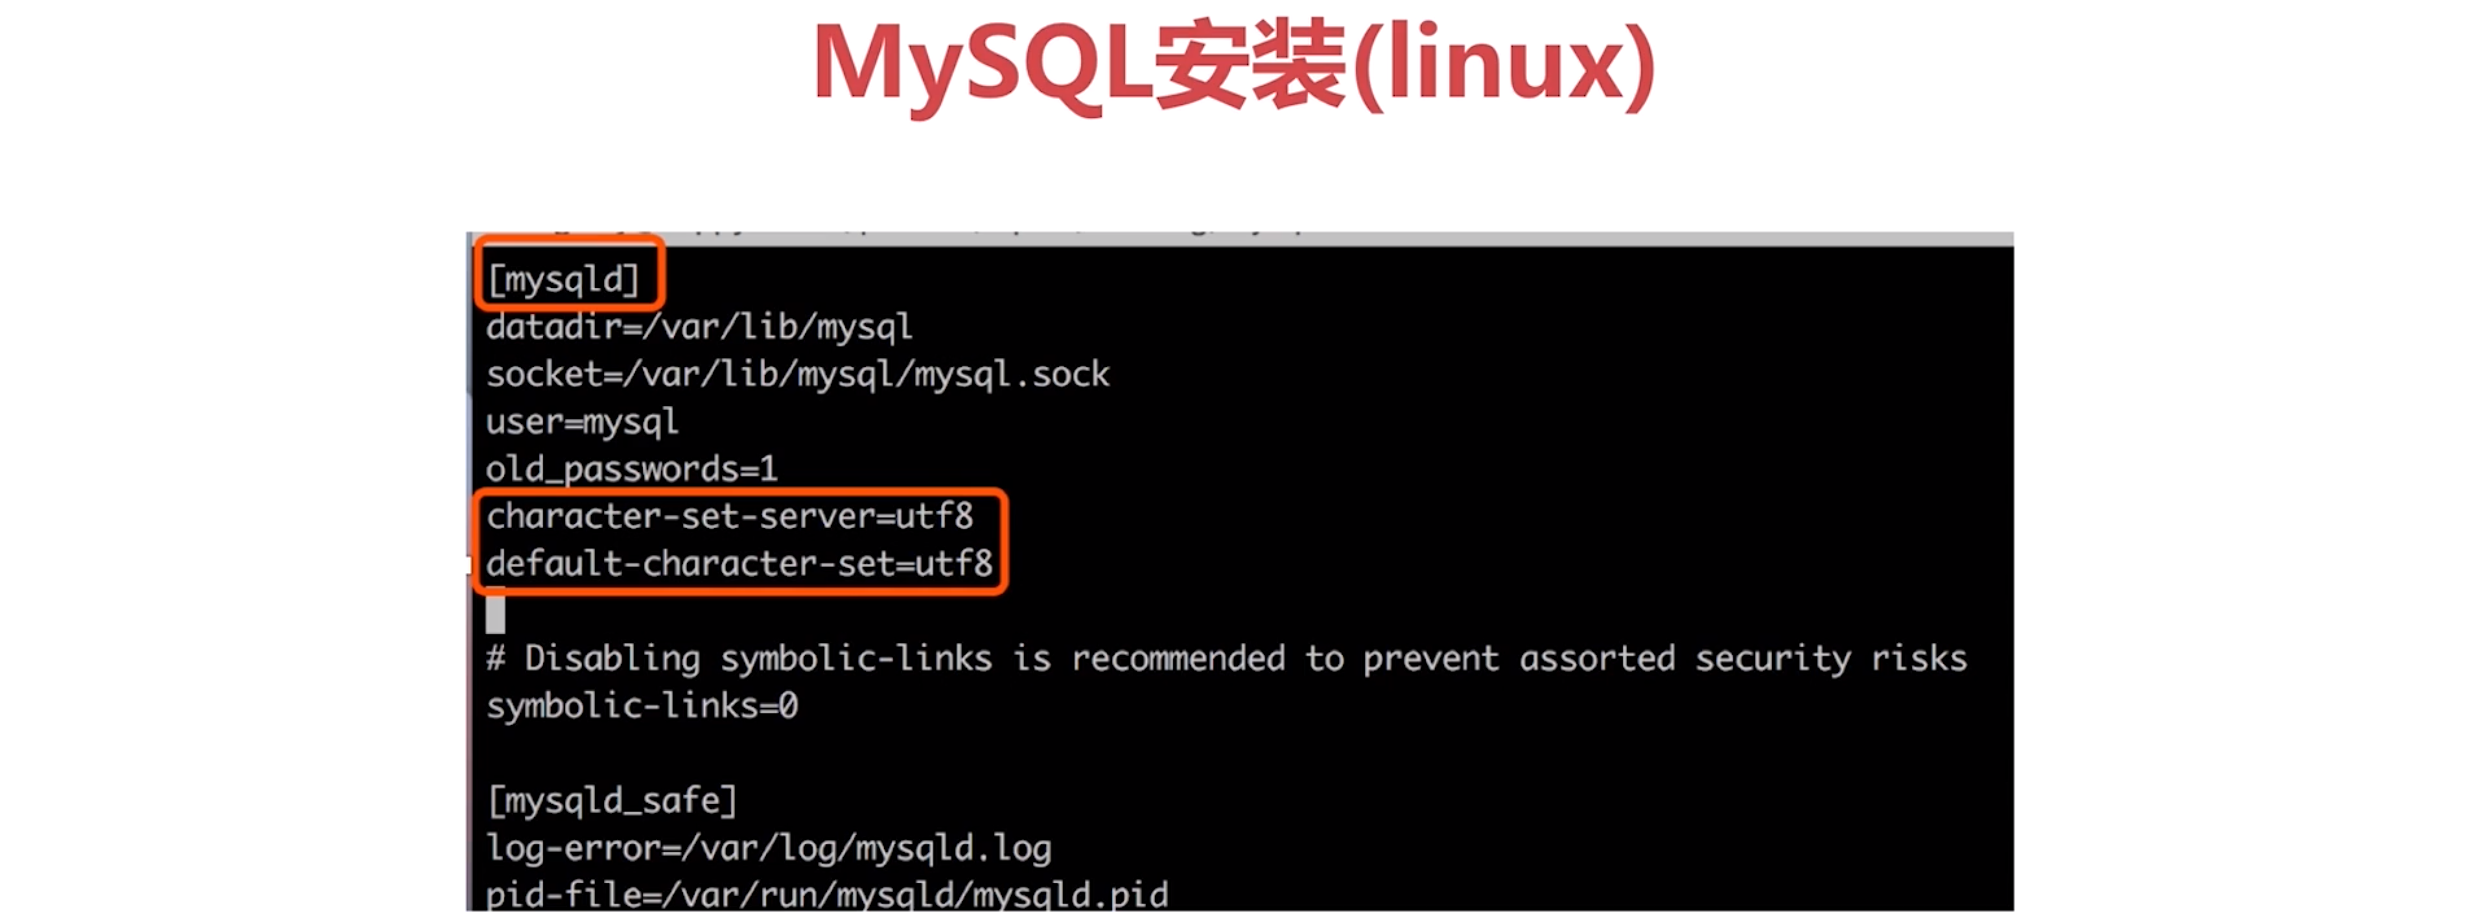 MySQL安装(linux)
[mysqld]
datadir=/var/lib/mysql
socket=/var/lib/mysql/mysql.sock
user=mysql
old_passwords=1
character-set-server=utf8
default-character-set=utf8
# Disabling symbolic-links is recommended to prevent assorted security risks
symbolic-links=0
[mysqld_safe]
log-error=/var/log/mysqld.log
pid-file=/var/run/mysqld/mysqld.pid